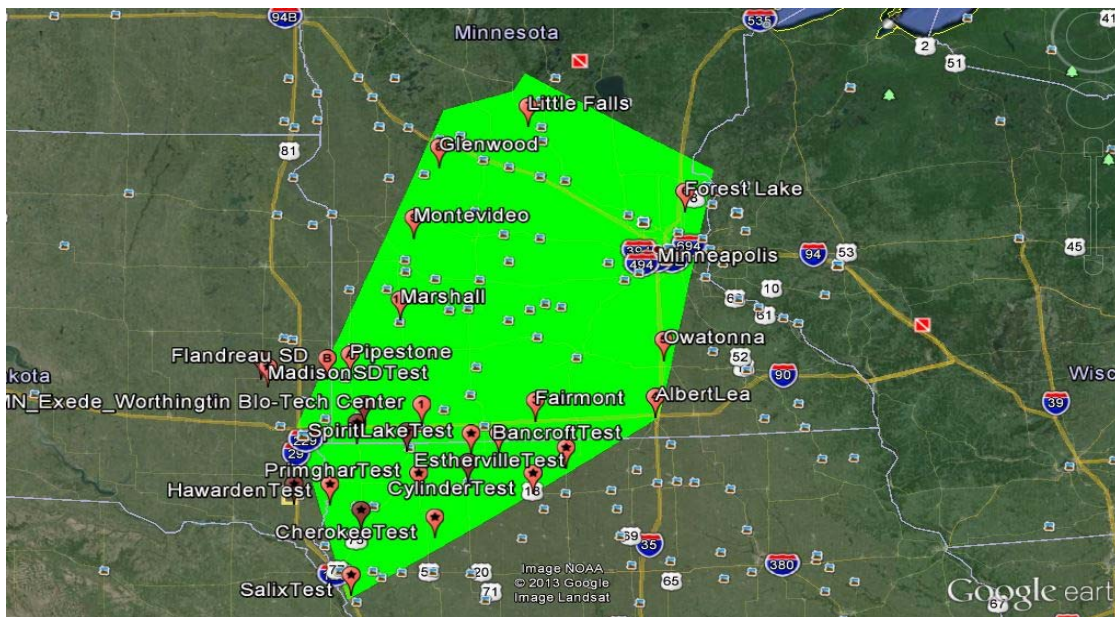 94B
535
41
Minnesota
2
51
Little Falls
81
Glenwood
Forest Lake
8
Montevideo
694
394
494
Minneapolis
94
53
45
10
61
Marshall
Owatonna
Flandreau SD
B
Pipestone
52
MadisonSDTest
kota
90
Wisc
MN_Exede_Worthingtin BIo-Tech Center
1
Fairmont
AlbertLea
39
SpiritLakeTest
BancroftTest
229
29
PrimgharTest
EsthervilleTest
HawardenTest
CylinderTest
18
CherokeeTest
75
69
35
380
SalixTest
20
71
65
67
Image NOAA
© 2013 Google
Image Landsat
Google eart